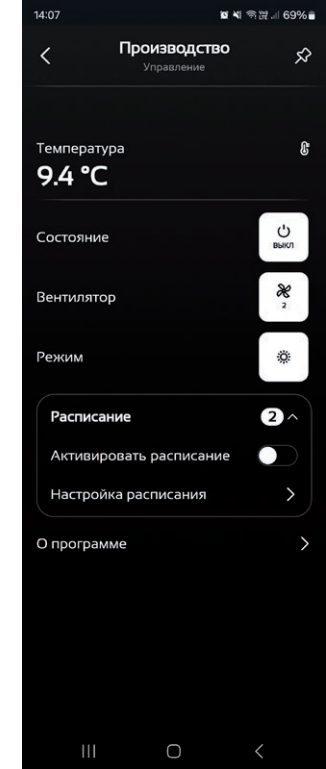 14:07 69%
Производство
Управление
Температура
9.4 °C
Состояние
ВЫКЛ
Вентилятор
2
Режим
Расписание 2
Активировать расписание
Настройка расписания
О программе